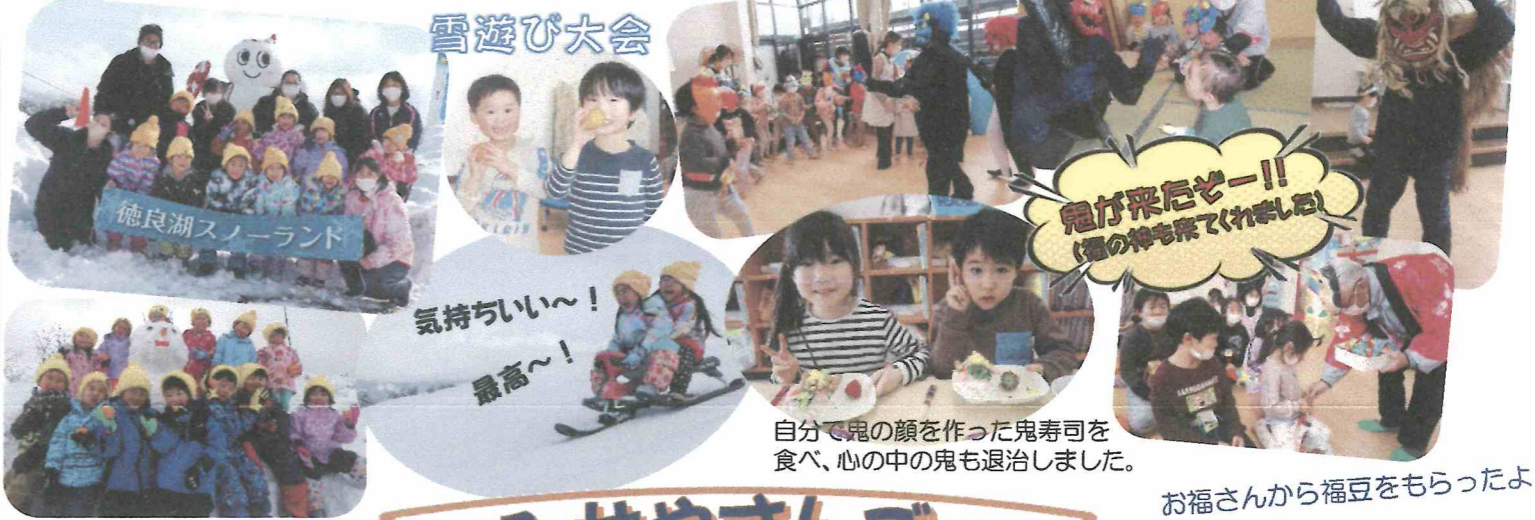 雪遊び大会
徳良湖スノーランド
気持ちいい~!
最高~!
鬼が来たぞー!!
(福の神も来てくれました)
自分で鬼の顔を作った鬼寿司を
食べ、心の中の鬼も退治しました。
お福さんから福豆をもらったよ